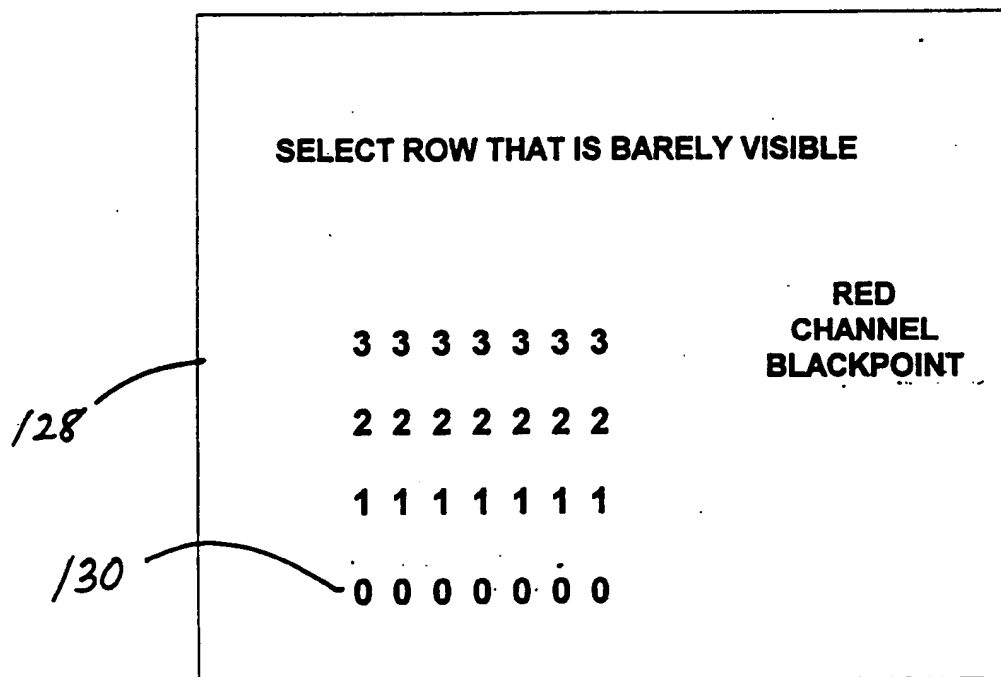 SELECT ROW THAT IS BARELY VISIBLE
RED
CHANNEL
BLACKPOINT
3 3 3 3 3 3 3
128
2 2 2 2 2 2 2
1 1 1 1 1 1 1
130
0 0 0 0 0 0 0